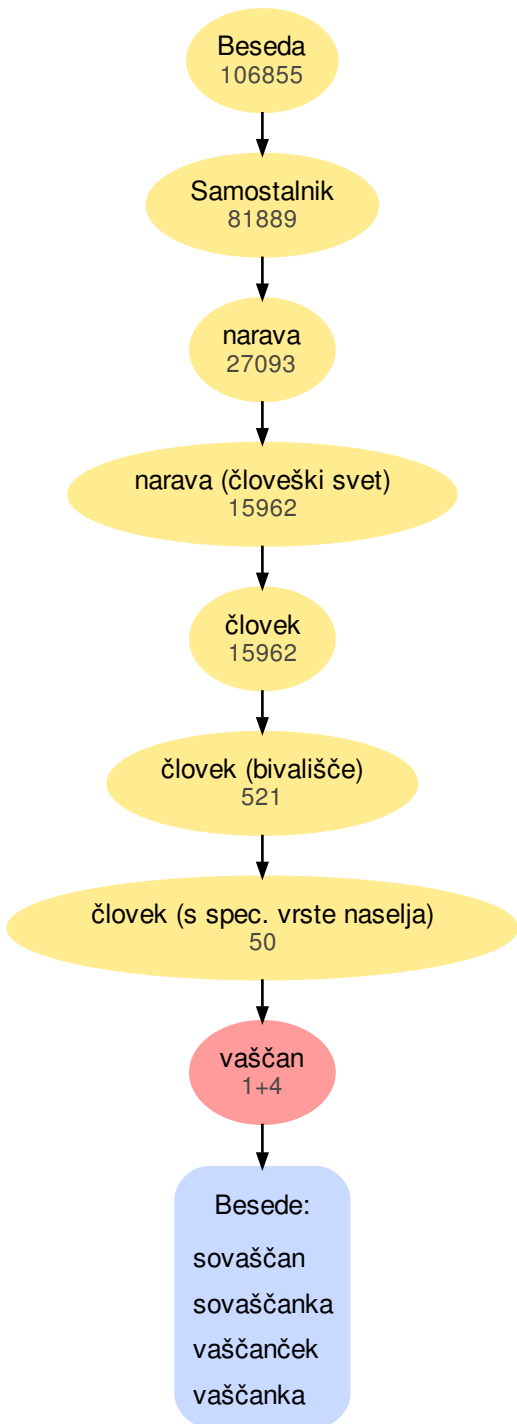 Beseda
106855
Samostalnik
81889
narava
27093
narava (človeški svet)
15962
človek
15962
človek (bivališče)
521
človek (s spec. vrste naselja)
50
vaščan
1+4
Besede:
sovaščan
sovaščanka
vaščanček
vaščanka